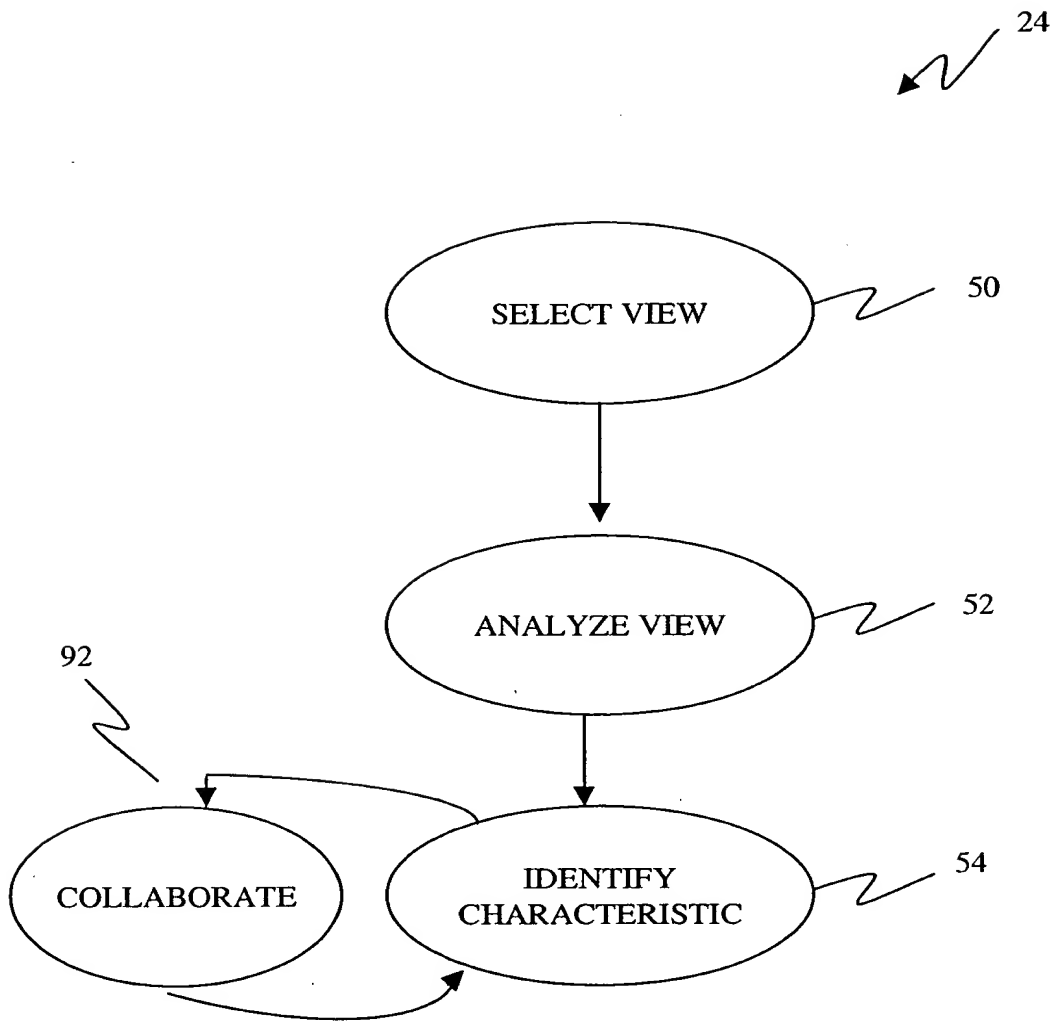 24
SELECT VIEW
50
ANALYZE VIEW
52
92
COLLABORATE
IDENTIFY
CHARACTERISTIC
54